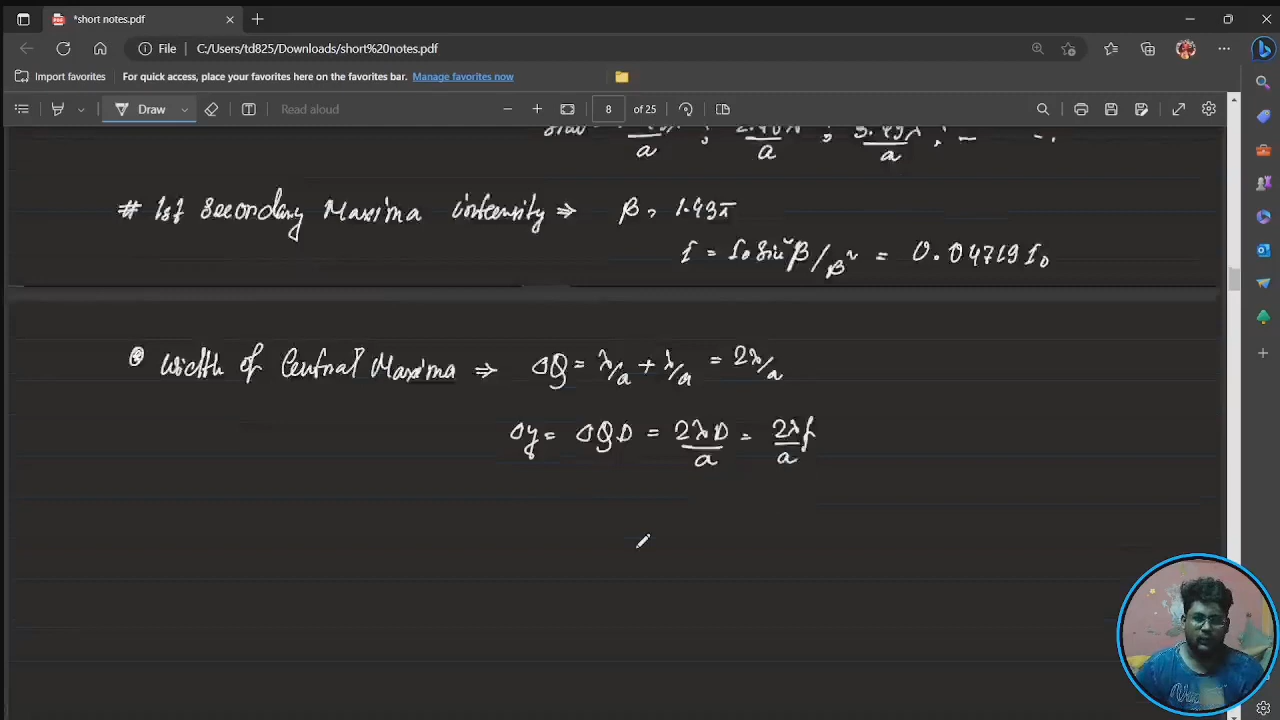 *short notes.pdf
File C:/Users/td825/Downloads/short%20notes.pdf
Import favorites For quick access, place your favorites here on the favorites bar. Manage favorites now
Draw Read aloud 8 of 25
a ; a ; a ; – -.
# 1st Secondary Maxima intensity ⇒ β = 1.43π
I = I₀ Sin²β/β² = 0.04719 I₀
Width of Central Maxima ⇒ ΔQ = λ/a + λ/a = 2λ/a
Δy = ΔQD = 2λD/a = 2λf/a